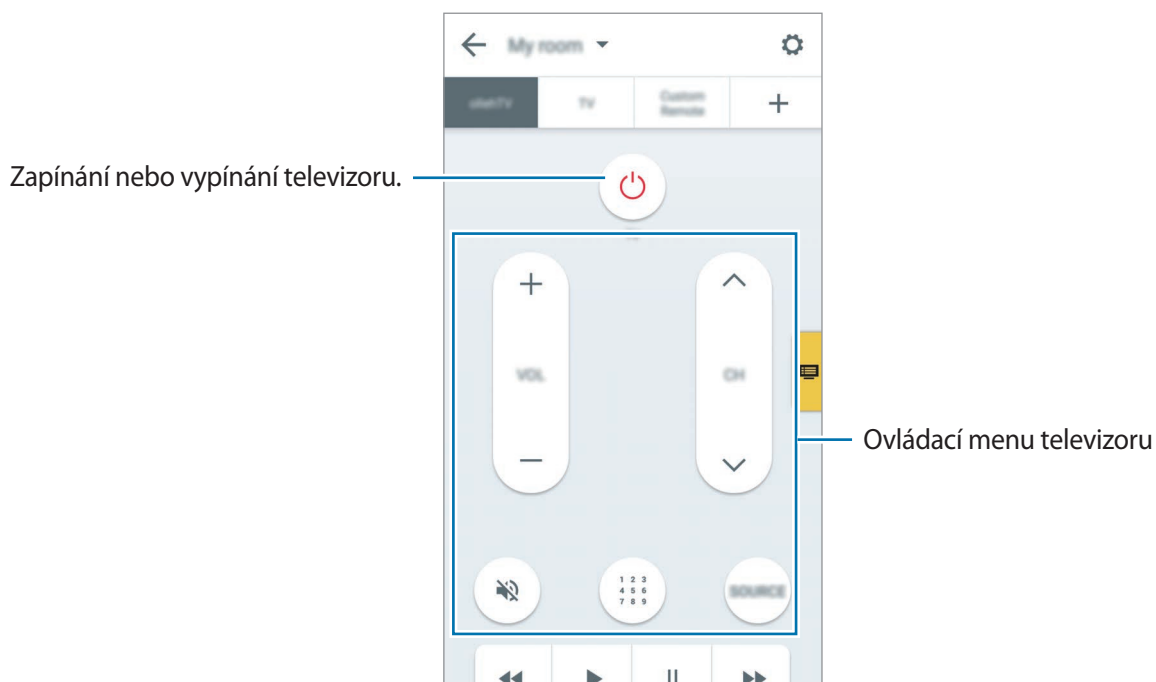 My room
TV
Custom
Remote
Zapínání nebo vypínání televizoru.
VOL
CH
Ovládací menu televizoru
1 2 3
4 5 6
7 8 9
SOURCE